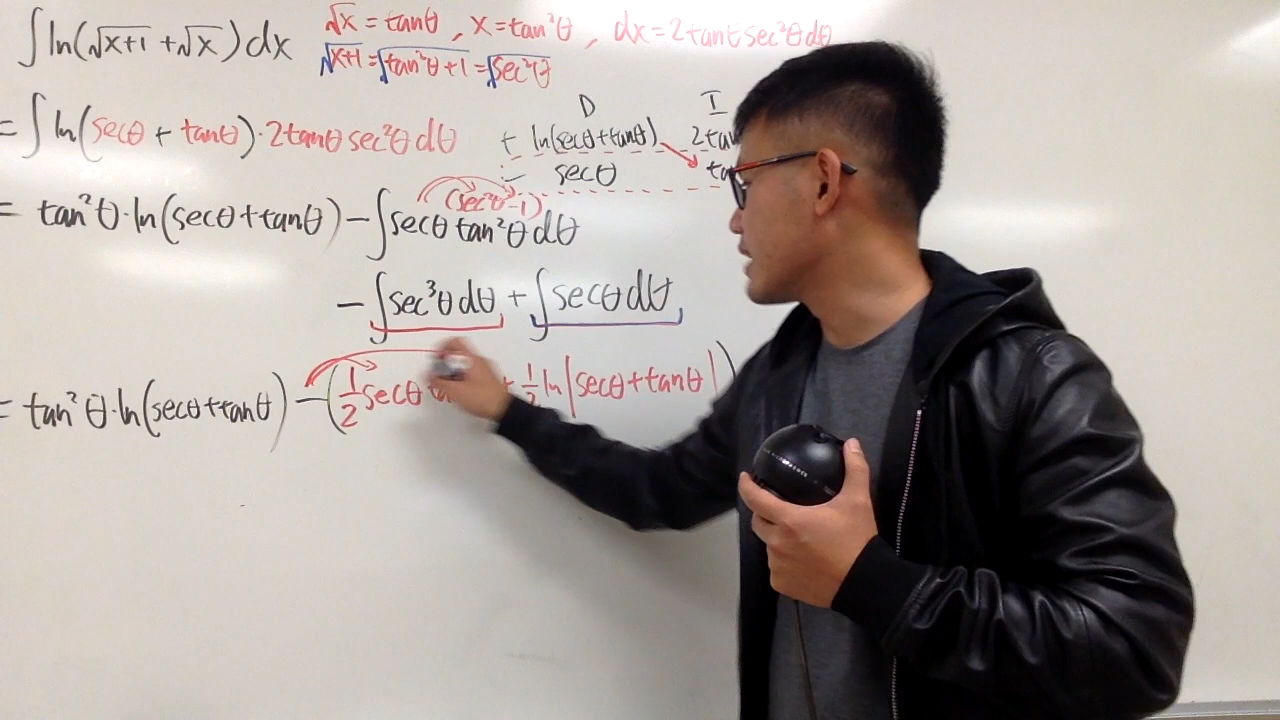 ∫ln(√x+1 + √x)dx
√x = tanθ , x = tan²θ , dx = 2tanθ sec²θ dθ
√x+1 = √tan²θ+1 = √sec²θ
= ∫ln(secθ + tanθ)·2tanθ sec²θ dθ
D I
+ ln(secθ+tanθ)
- secθ
(sec²θ-1)
= tan²θ·ln(secθ+tanθ) - ∫secθ tan²θ dθ
- ∫sec³θ dθ + ∫secθ dθ
= tan²θ·ln(secθ+tanθ) - (1/2 secθ + 1/2 ln|secθ+tanθ|)